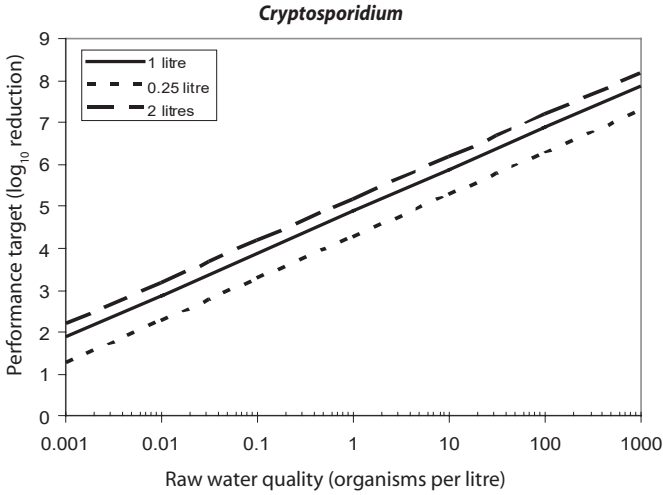 Cryptosporidium
9
8
7
6
5
4
3
2
1
0
1 litre
0.25 litre
2 litres
Performance target (log10 reduction)
0.001 0.01 0.1 1 10 100 1000
Raw water quality (organisms per litre)